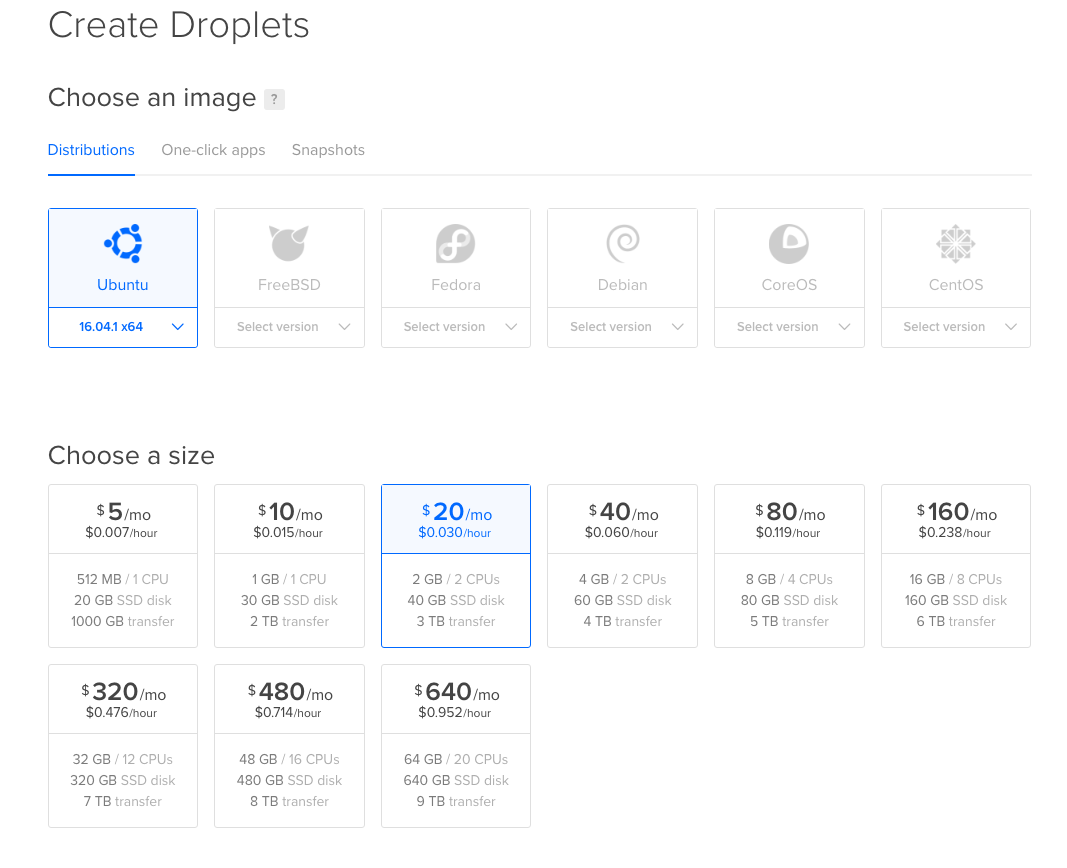 Create Droplets
Choose an image ?
Distributions One-click apps Snapshots
Ubuntu FreeBSD Fedora Debian CoreOS CentOS
16.04.1 x64 Select version Select version Select version Select version Select version
Choose a size
$5/mo $10/mo $20/mo $40/mo $80/mo $160/mo
$0.007/hour $0.015/hour $0.030/hour $0.060/hour $0.119/hour $0.238/hour
512 MB / 1 CPU 1 GB / 1 CPU 2 GB / 2 CPUs 4 GB / 2 CPUs 8 GB / 4 CPUs 16 GB / 8 CPUs
20 GB SSD disk 30 GB SSD disk 40 GB SSD disk 60 GB SSD disk 80 GB SSD disk 160 GB SSD disk
1000 GB transfer 2 TB transfer 3 TB transfer 4 TB transfer 5 TB transfer 6 TB transfer
$320/mo $480/mo $640/mo
$0.476/hour $0.714/hour $0.952/hour
32 GB / 12 CPUs 48 GB / 16 CPUs 64 GB / 20 CPUs
320 GB SSD disk 480 GB SSD disk 640 GB SSD disk
7 TB transfer 8 TB transfer 9 TB transfer